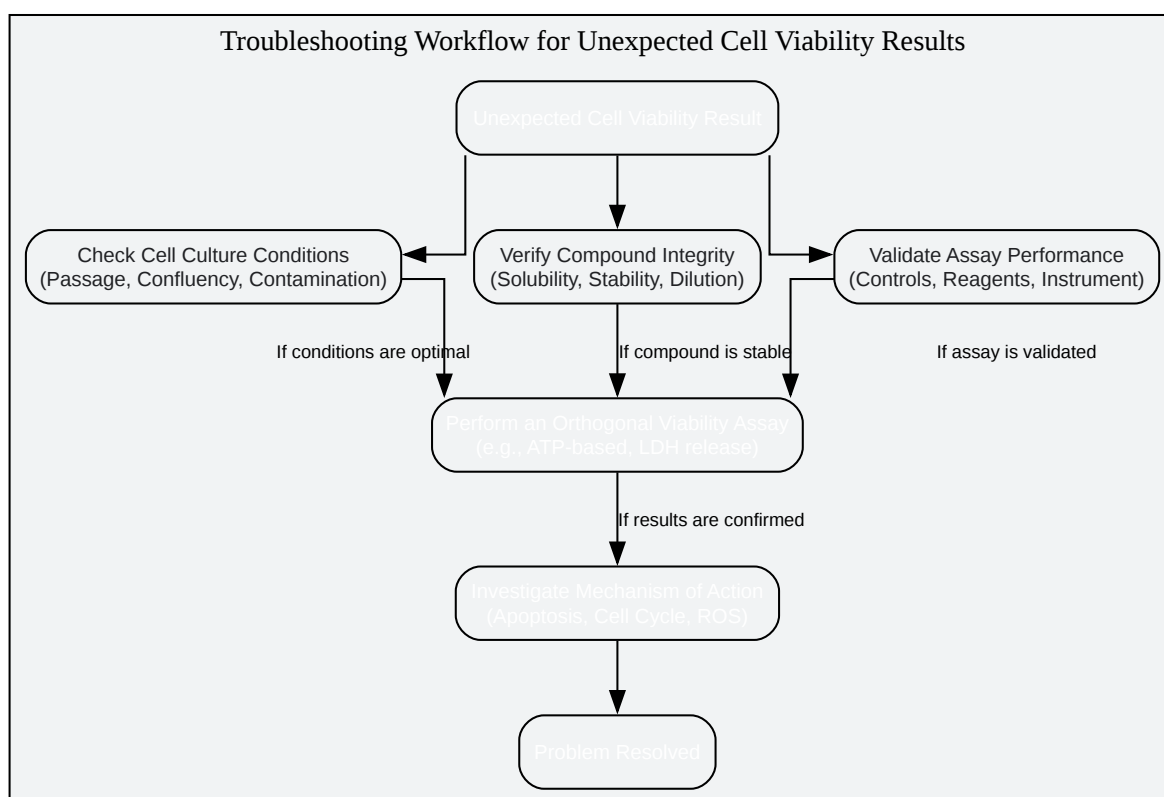 Troubleshooting Workflow for Unexpected Cell Viability Results
Unexpected Cell Viability Result
Check Cell Culture Conditions
(Passage, Confluency, Contamination)
Verify Compound Integrity
(Solubility, Stability, Dilution)
Validate Assay Performance
(Controls, Reagents, Instrument)
If conditions are optimal
If compound is stable
If assay is validated
Perform an Orthogonal Viability Assay
(e.g., ATP-based, LDH release)
If results are confirmed
Investigate Mechanism of Action
(Apoptosis, Cell Cycle, ROS)
Problem Resolved